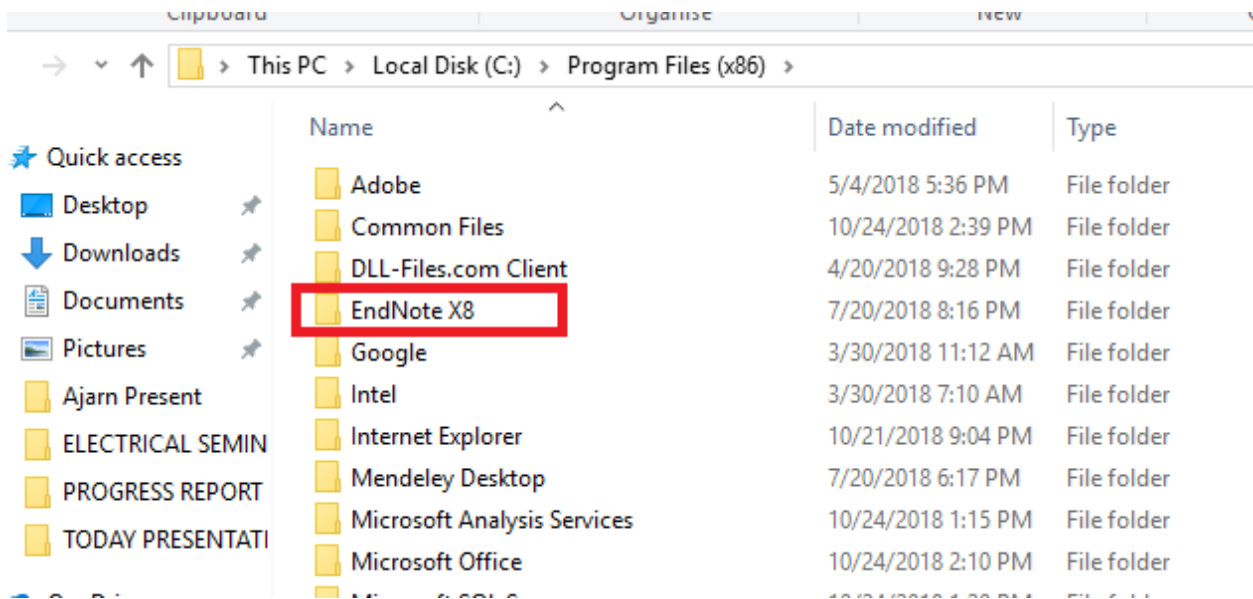 Clipboard Organise New
This PC > Local Disk (C:) > Program Files (x86) >
Name Date modified Type
Quick access
Desktop
Downloads
Documents
Pictures
Ajarn Present
ELECTRICAL SEMIN
PROGRESS REPORT
TODAY PRESENTATI
Adobe 5/4/2018 5:36 PM File folder
Common Files 10/24/2018 2:39 PM File folder
DLL-Files.com Client 4/20/2018 9:28 PM File folder
EndNote X8 7/20/2018 8:16 PM File folder
Google 3/30/2018 11:12 AM File folder
Intel 3/30/2018 7:10 AM File folder
Internet Explorer 10/21/2018 9:04 PM File folder
Mendeley Desktop 7/20/2018 6:17 PM File folder
Microsoft Analysis Services 10/24/2018 1:15 PM File folder
Microsoft Office 10/24/2018 2:10 PM File folder